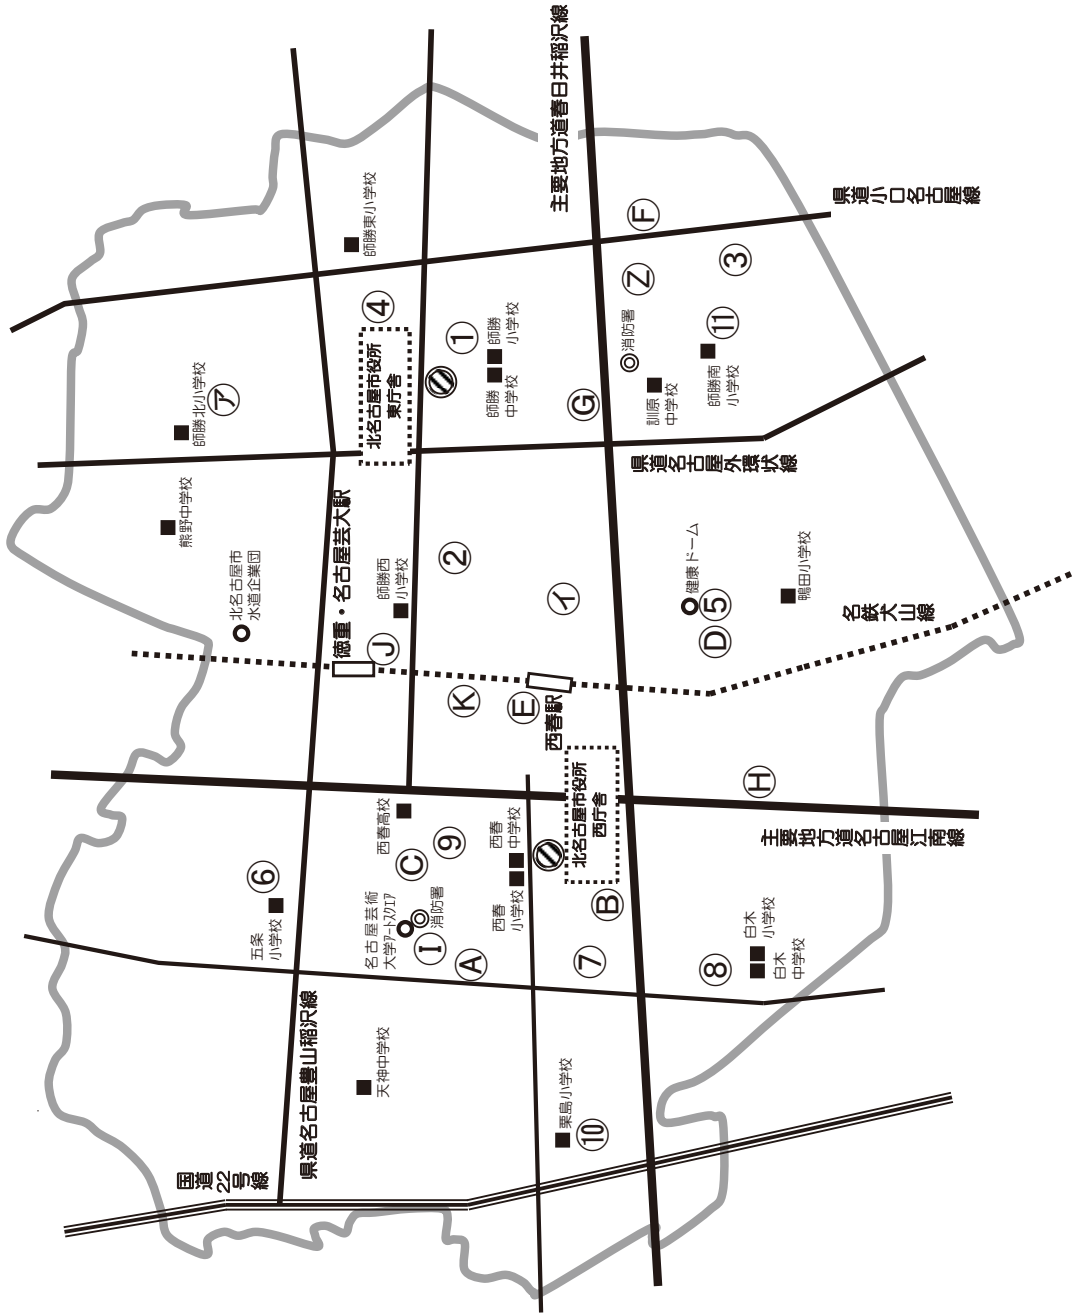 国道22号線
県道名古屋豊山稲沢線
天神中学校
栗島小学校
⑩
五条
小学校
⑥
名古屋芸術
大学アートスクエア
消防署
Ⓘ
Ⓐ
Ⓒ
⑨
西春高校
西春
小学校
西春
中学校
北名古屋市役所
西庁舎
Ⓑ
⑦
⑧
白木
小学校
白木
中学校
主要地方道名古屋江南線
Ⓗ
西春駅
Ⓔ
Ⓚ
Ⓙ
徳重・名古屋芸大駅
師勝西
小学校
②
㋑
北名古屋市
水道企業団
熊野中学校
師勝北小学校
㋐
健康ドーム
⑤
Ⓓ
鴨田小学校
名鉄犬山線
県道名古屋外環状線
北名古屋市役所
東庁舎
④
①
師勝
小学校
師勝
中学校
Ⓖ
消防署
訓原
中学校
師勝南
小学校
⑪
③
Ⓩ
Ⓕ
師勝東小学校
主要地方道春日井稲沢線
県道小口名古屋線